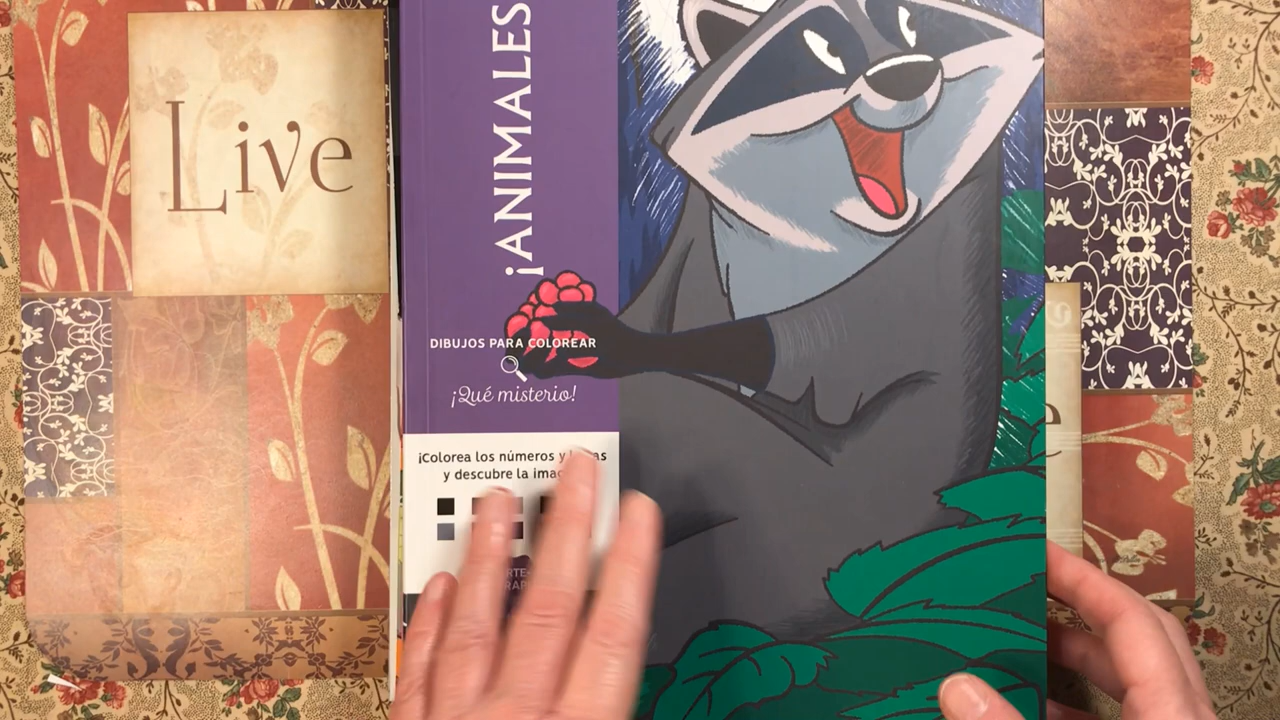 Live
¡ANIMALES
DIBUJOS PARA COLOREAR
¡Qué misterio!
¡Colorea los números y
y descubre la
e